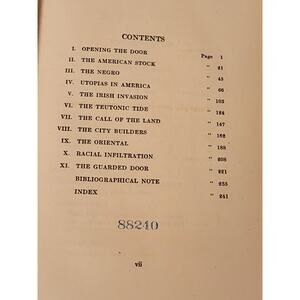 CONTENTS
I. OPENING THE DOOR Page 1
II. THE AMERICAN STOCK " 21
III. THE NEGRO " 45
IV. UTOPIAS IN AMERICA " 66
V. THE IRISH INVASION " 103
VI. THE TEUTONIC TIDE " 124
VII. THE CALL OF THE LAND " 147
VIII. THE CITY BUILDERS " 162
IX. THE ORIENTAL " 188
X. RACIAL INFILTRATION " 208
XI. THE GUARDED DOOR " 221
BIBLIOGRAPHICAL NOTE " 235
INDEX " 241
88240
vii